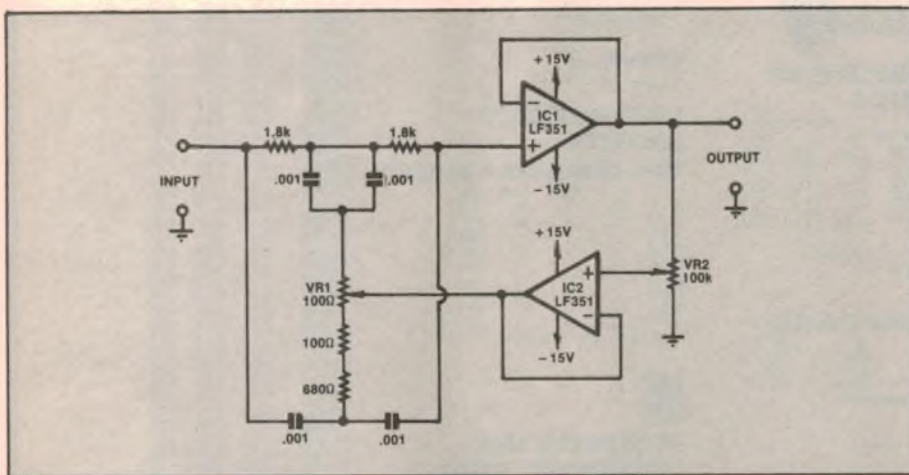 +15V
IC1
LF351
-15V
1.8k
1.8k
INPUT
OUTPUT
.001
.001
+15V
VR1
100Ω
IC2
LF351
VR2
100k
100Ω
-15V
680Ω
.001
.001